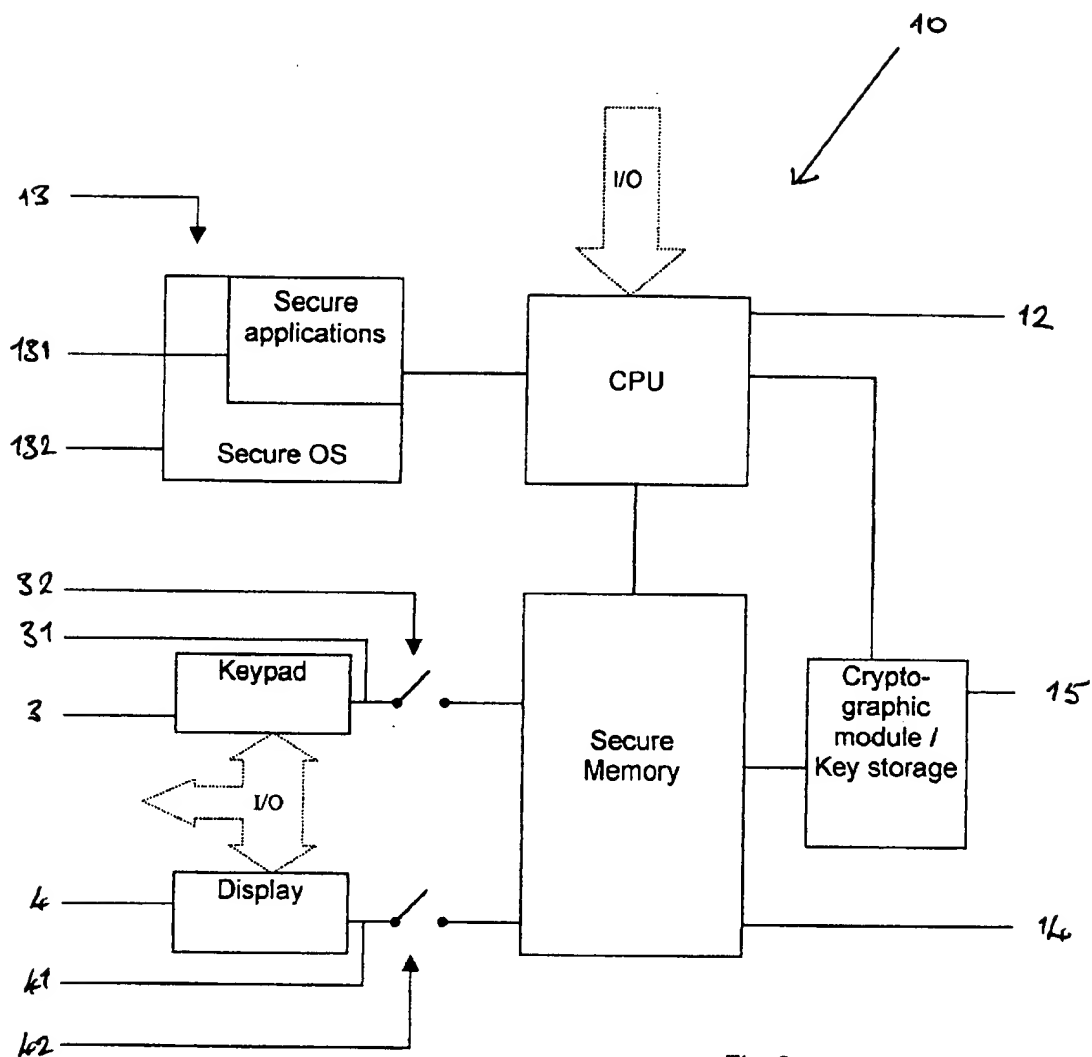 10
I/O
13
Secure
applications
12
131
CPU
132
Secure OS
32
31
Keypad
Crypto-
graphic
module /
Key storage
15
3
Secure
Memory
I/O
4
Display
14
41
42